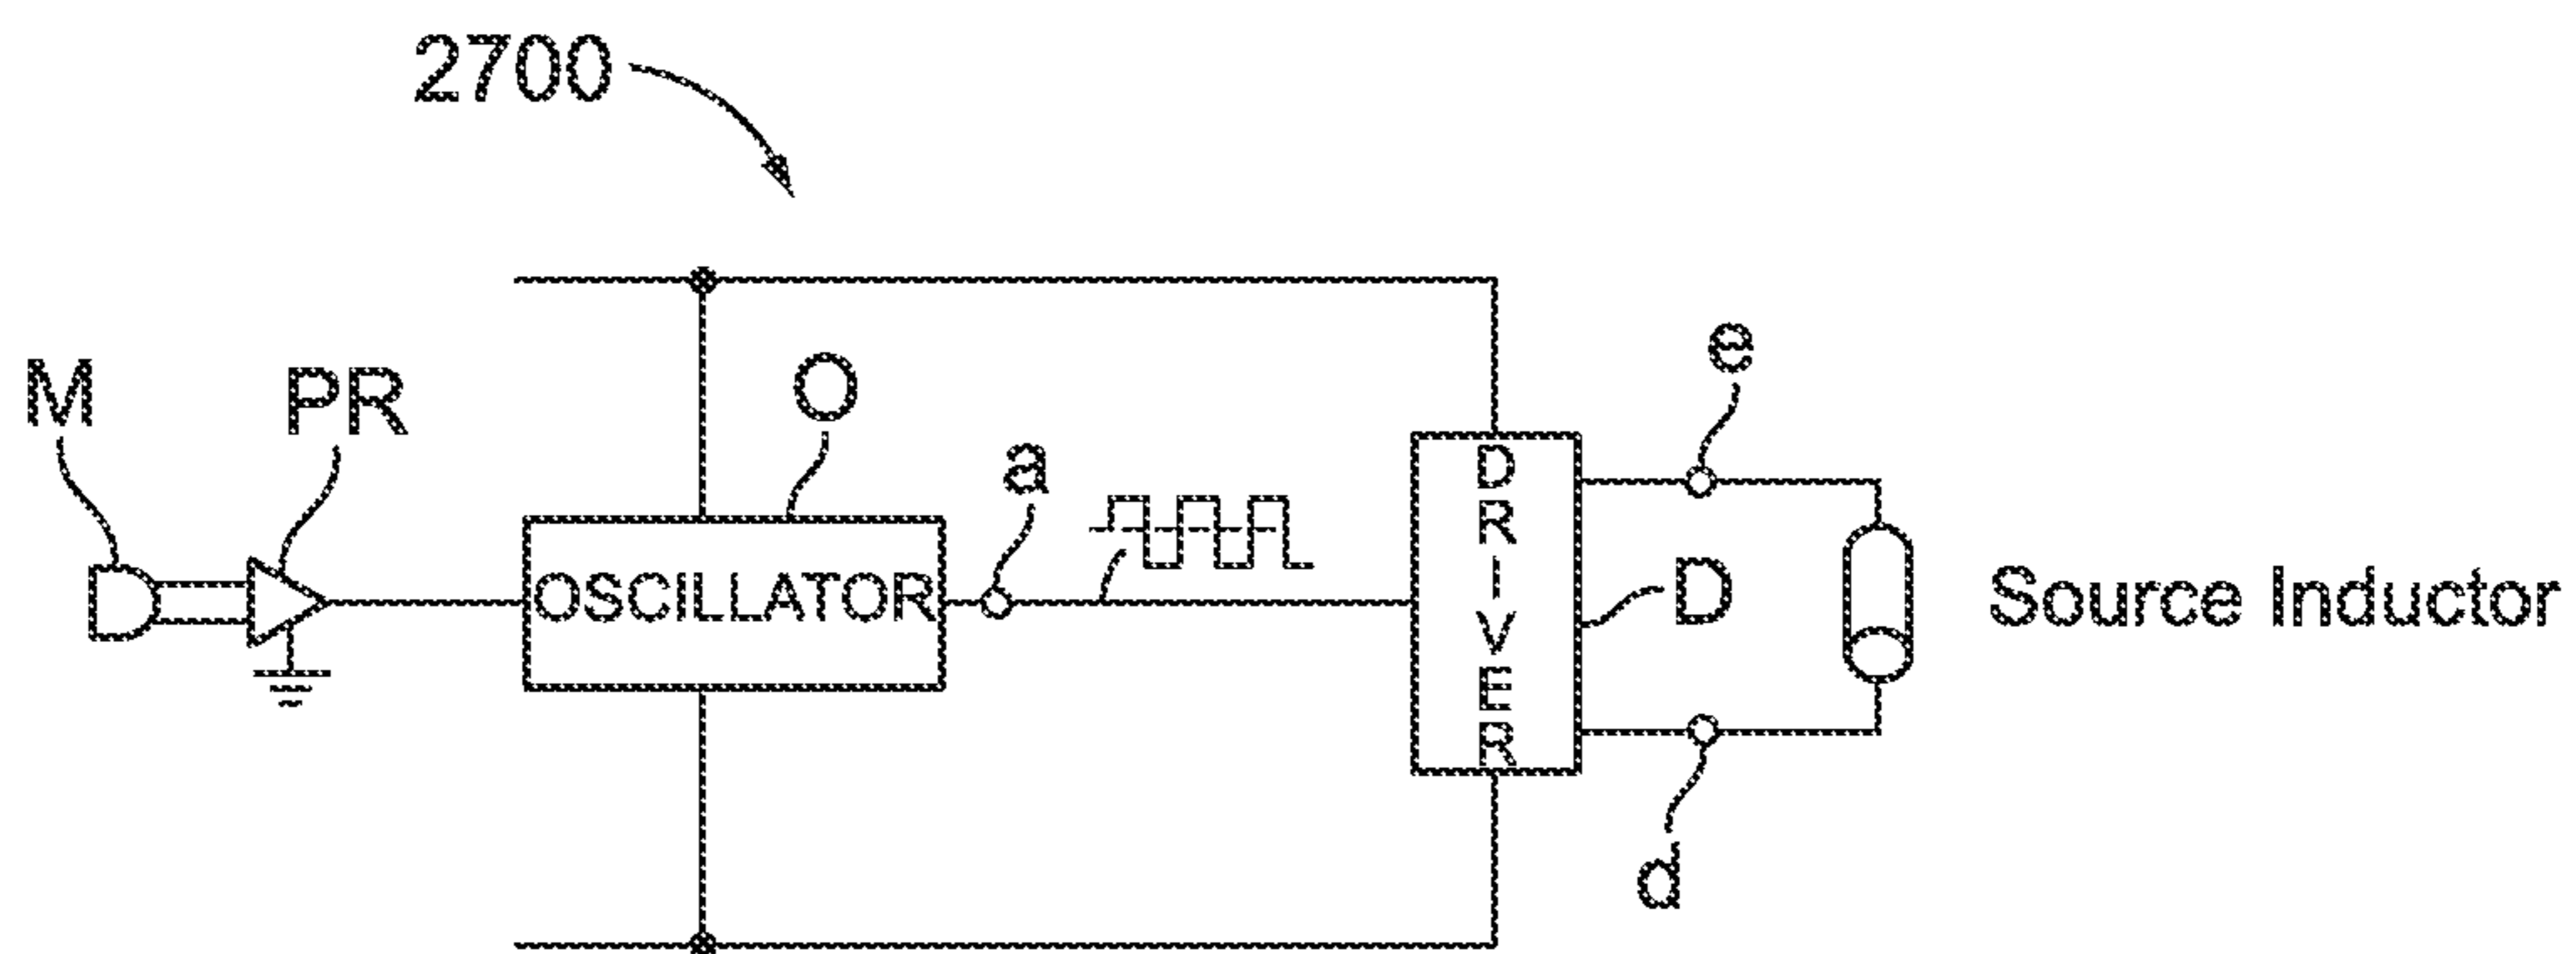 2700
M
PR
O
a
e
OSCILLATOR
DRIVER
D
Source Inductor
d